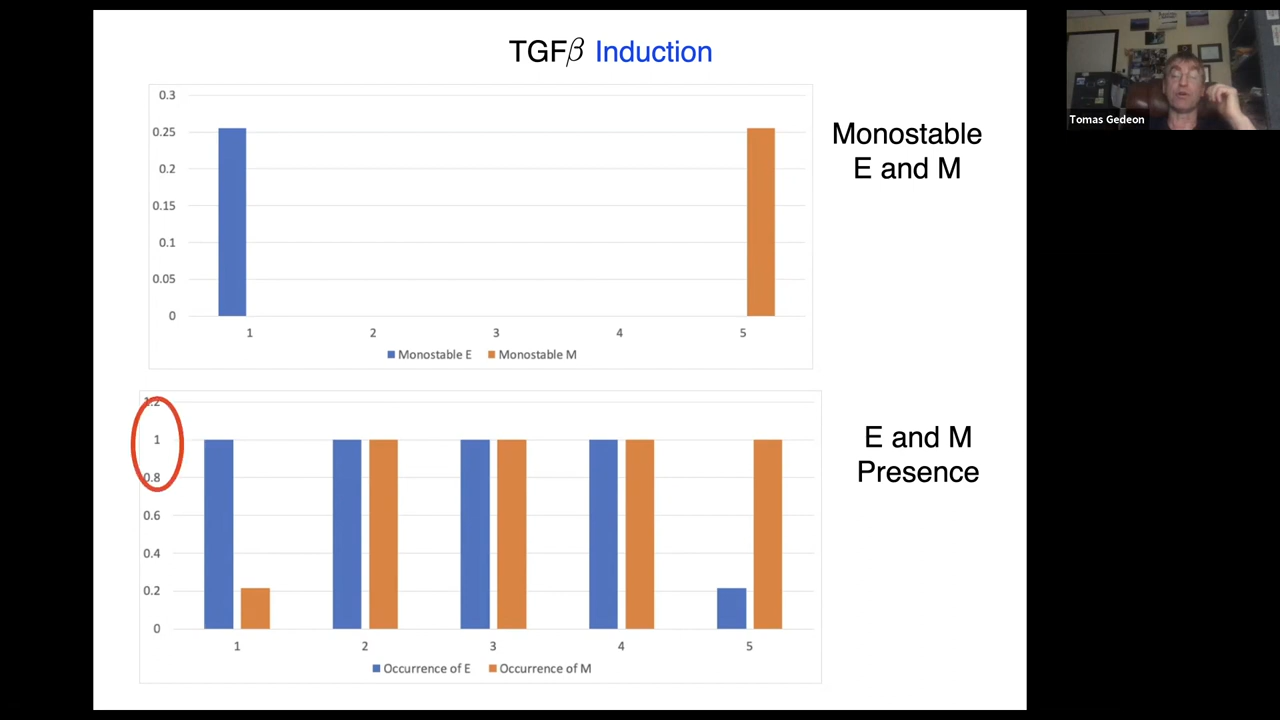 TGFβ Induction
0.3
0.25
0.2
0.15
0.1
0.05
0
1 2 3 4 5
Monostable E Monostable M
Monostable
E and M
1.2
1
0.8
0.6
0.4
0.2
0
1 2 3 4 5
Occurrence of E Occurrence of M
E and M
Presence
Tomas Gedeon